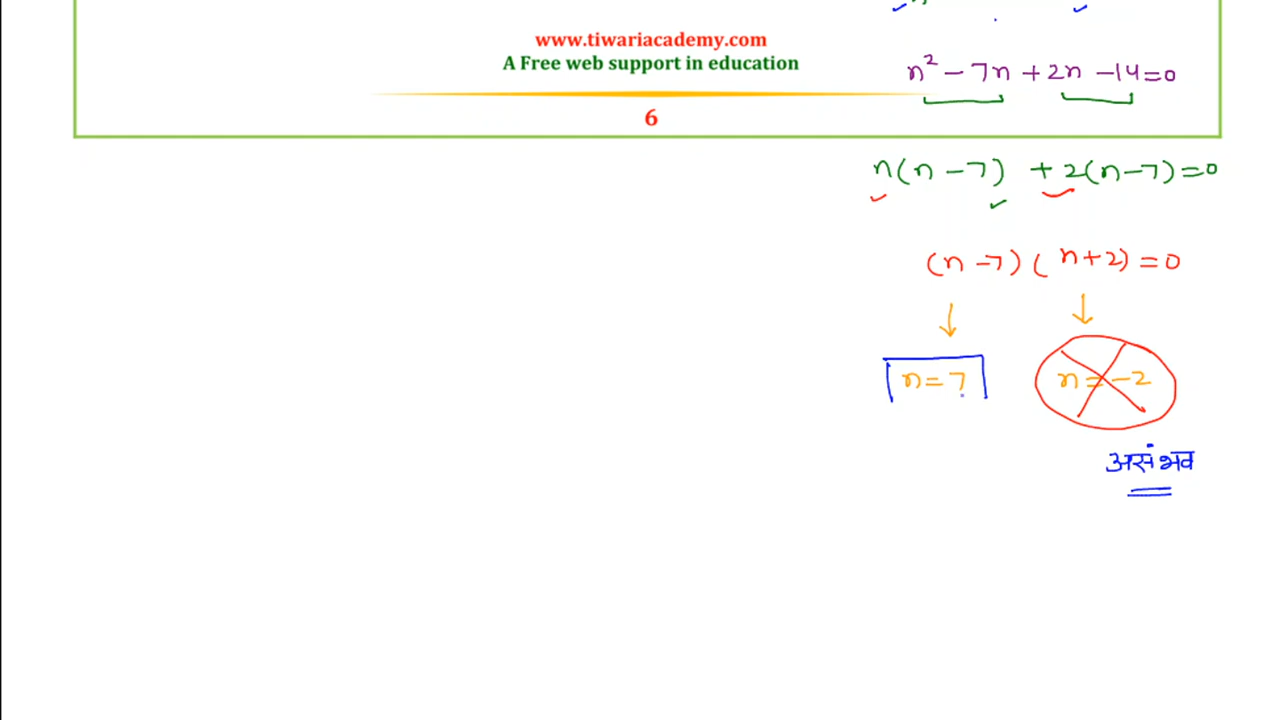 www.tiwariacademy.com
A Free web support in education
n² - 7n + 2n - 14 = 0
6
n(n - 7) + 2(n - 7) = 0
(n - 7)(n + 2) = 0
n = 7 n = -2
असंभव